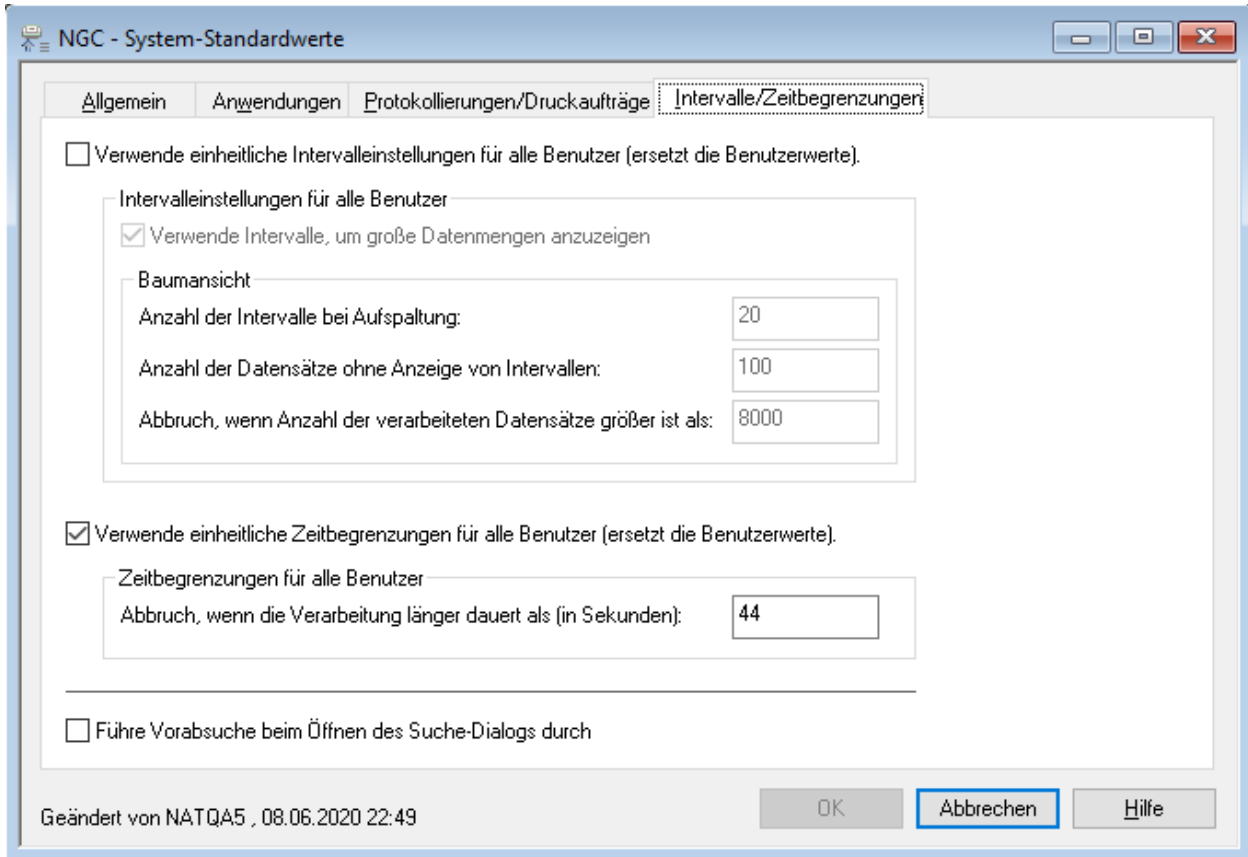 NGC - System-Standardwerte
Allgemein Anwendungen Protokollierungen/Druckaufträge Intervalle/Zeitbegrenzungen
Verwende einheitliche Intervalleinstellungen für alle Benutzer (ersetzt die Benutzerwerte).
Intervalleinstellungen für alle Benutzer
Verwende Intervalle, um große Datenmengen anzuzeigen
Baumansicht
Anzahl der Intervalle bei Aufspaltung: 20
Anzahl der Datensätze ohne Anzeige von Intervallen: 100
Abbruch, wenn Anzahl der verarbeiteten Datensätze größer ist als: 8000
Verwende einheitliche Zeitbegrenzungen für alle Benutzer (ersetzt die Benutzerwerte).
Zeitbegrenzungen für alle Benutzer
Abbruch, wenn die Verarbeitung länger dauert als (in Sekunden): 44
Führe Vorabsuche beim Öffnen des Suche-Dialogs durch
Geändert von NATQA5 , 08.06.2020 22:49 OK Abbrechen Hilfe